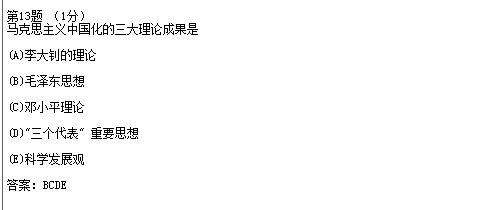 第13题 （1分）
马克思主义中国化的三大理论成果是
(A)李大钊的理论
(B)毛泽东思想
(C)邓小平理论
(D)“三个代表” 重要思想
(E)科学发展观
答案：BCDE